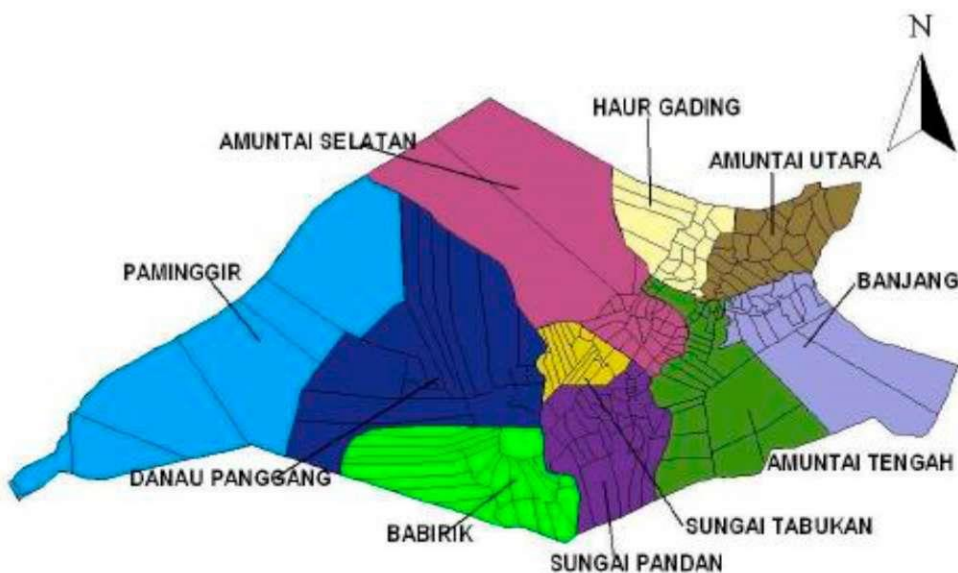 N
HAUR GADING
AMUNTAI SELATAN
AMUNTAI UTARA
PAMINGGIR
BANJANG
DANAU PANGGANG
AMUNTAI TENGAH
BABIRIK
SUNGAI TABUKAN
SUNGAI PANDAN